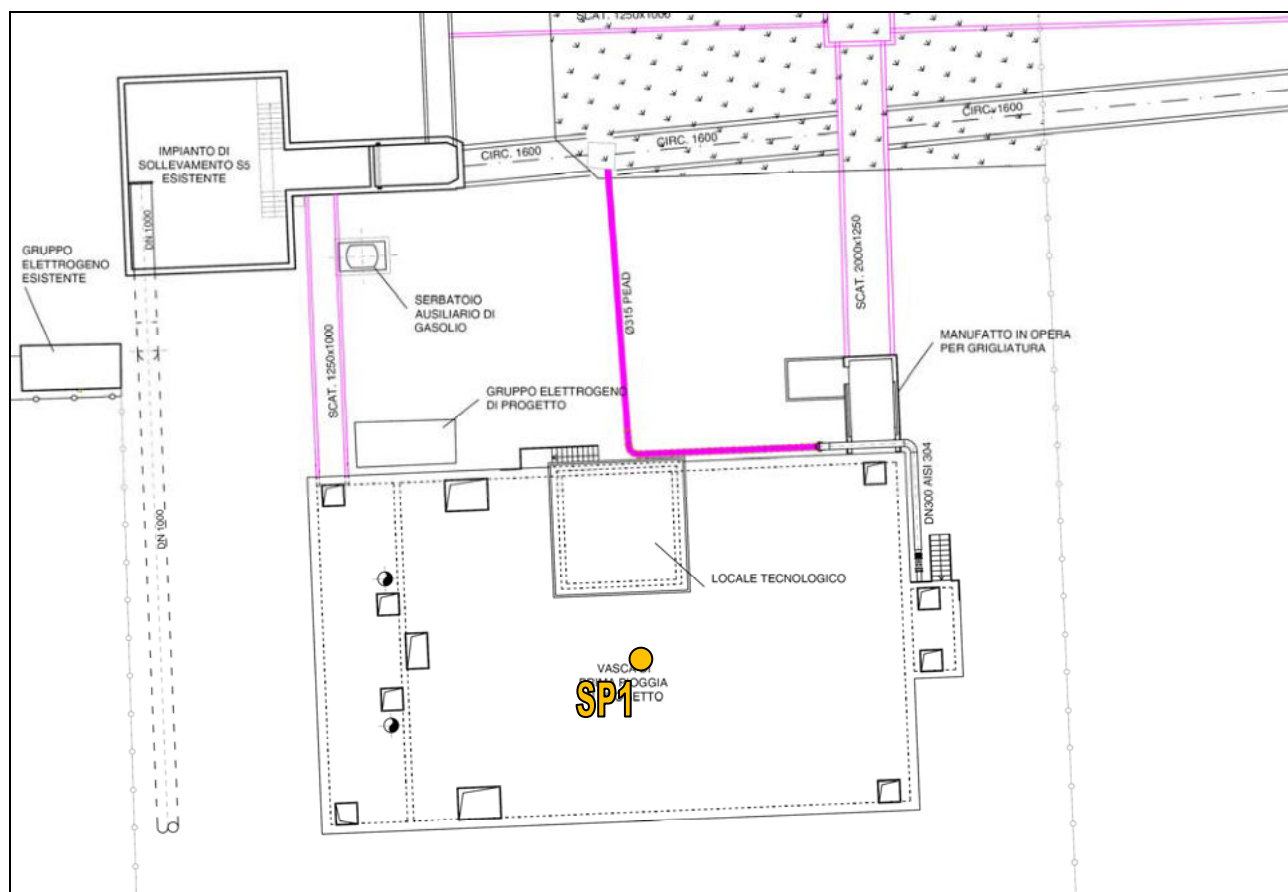 SCAT. 1250x1000
CIRC. 1600
CIRC. 1600
CIRC. 1600
IMPIANTO DI
SOLLEVAMENTO S5
ESISTENTE
DN 1000
GRUPPO
ELETTROGENO
ESISTENTE
SERBATOIO
AUSILIARIO DI
GASOLIO
Ø315 PEAD
SCAT. 2000x1250
MANUFATTO IN OPERA
PER GRIGLIATURA
SCAT. 1250x1000
GRUPPO ELETTROGENO
DI PROGETTO
DN300 AISI 304
DN 1000
LOCALE TECNOLOGICO
VASCA DI
PRIMA PIOGGIA
SP1